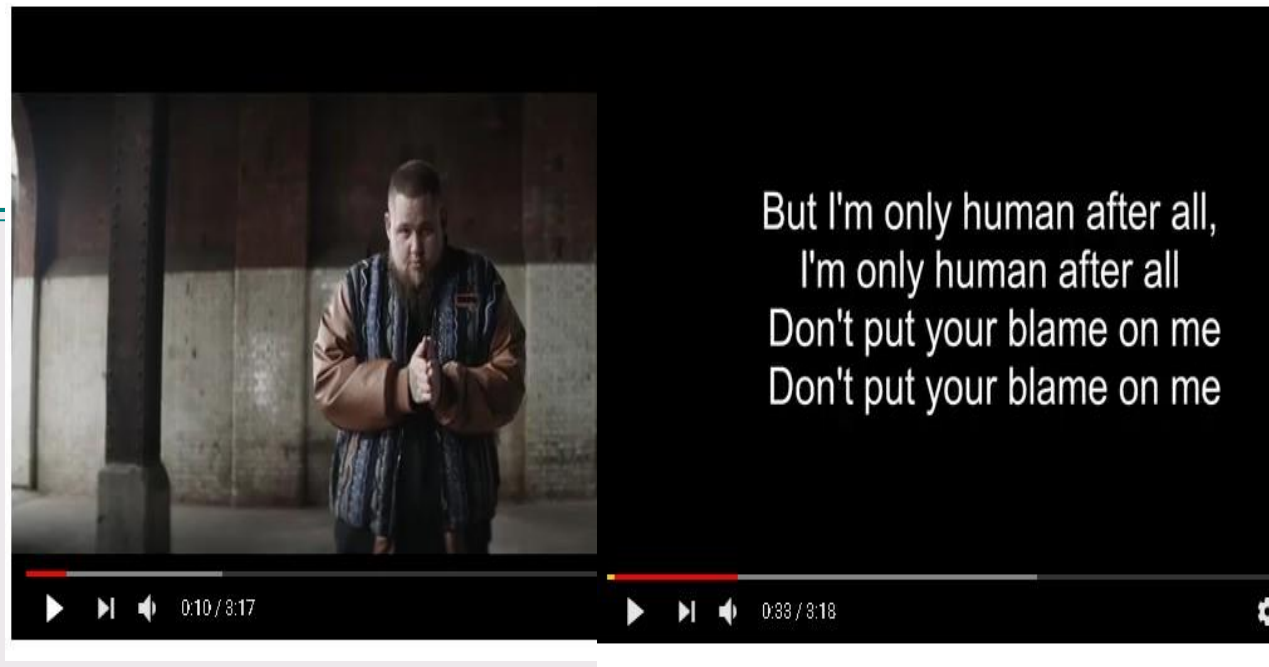 0:10 / 3:17
But I'm only human after all,
I'm only human after all
Don't put your blame on me
Don't put your blame on me
0:33 / 3:18